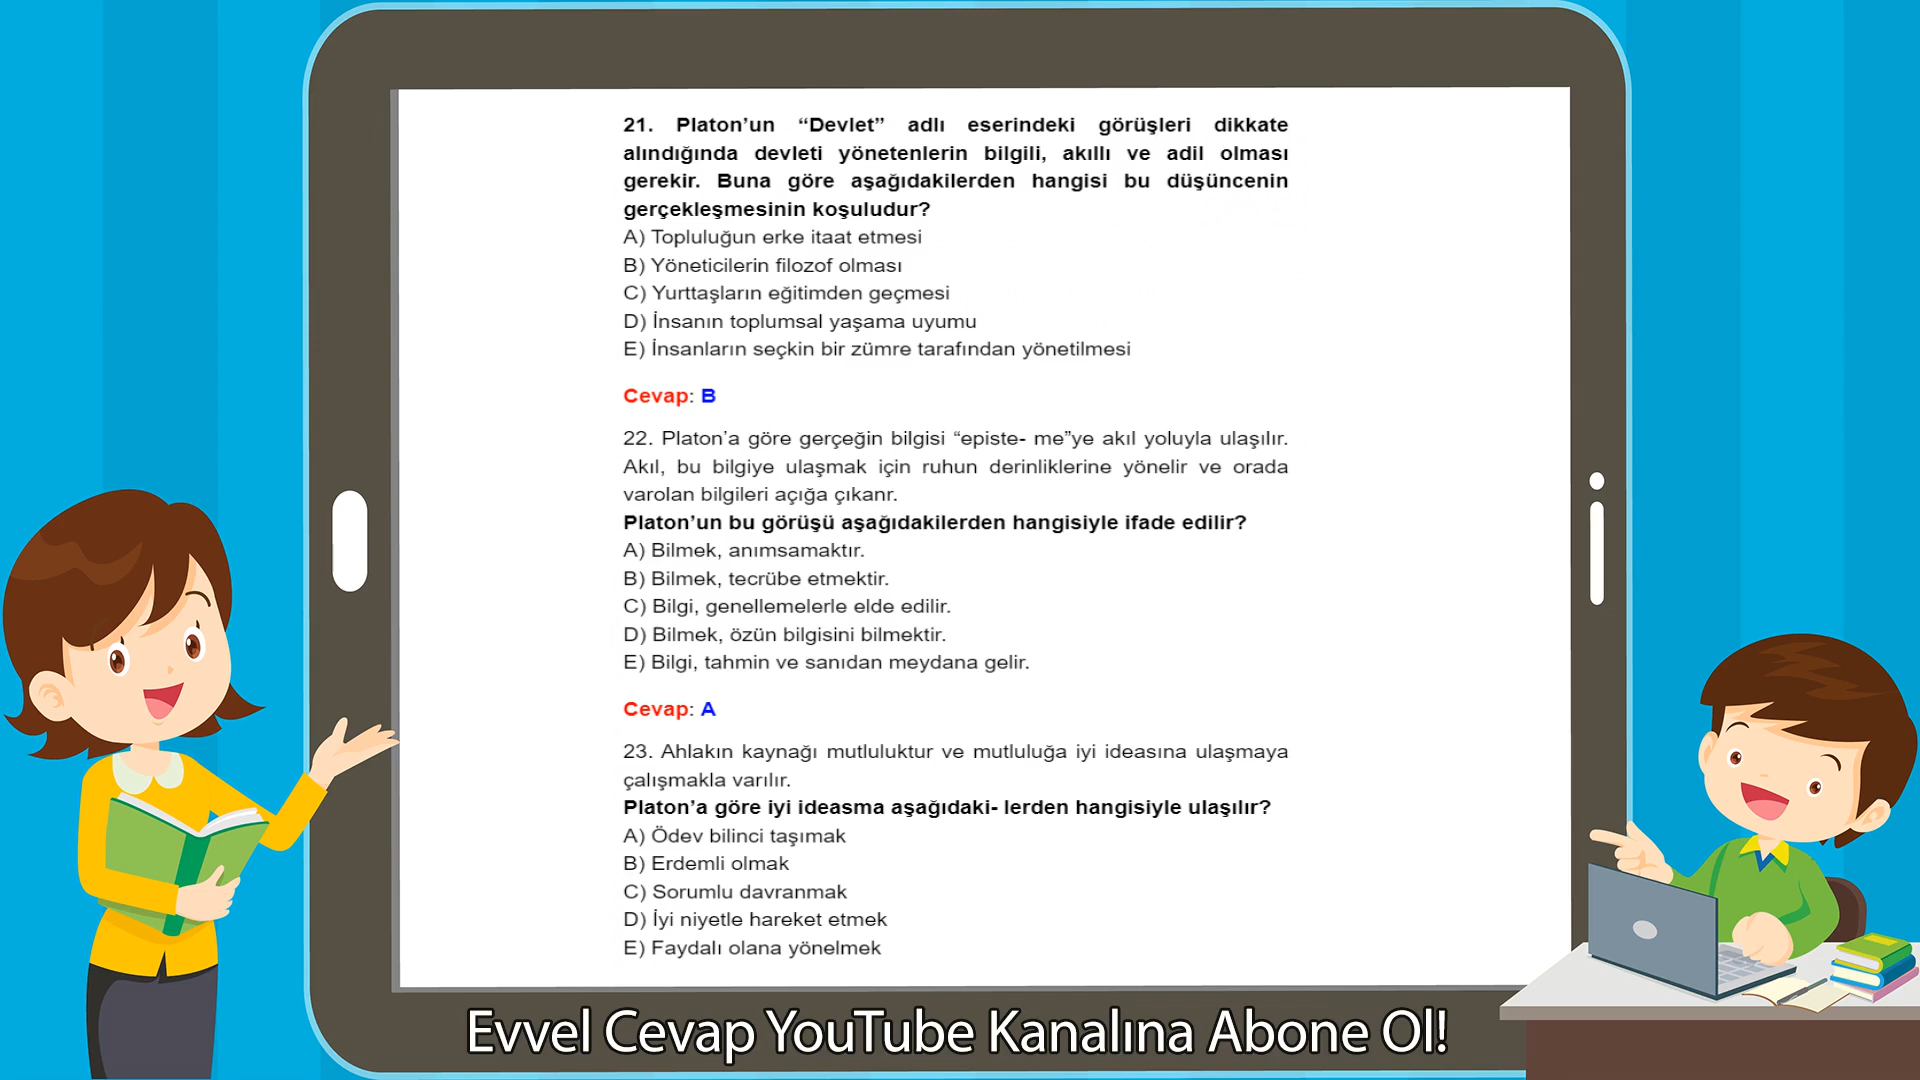 21. Platon’un “Devlet” adlı eserindeki görüşleri dikkate
alındığında devleti yönetenlerin bilgili, akıllı ve adil olması
gerekir. Buna göre aşağıdakilerden hangisi bu düşüncenin
gerçekleşmesinin koşuludur?
A) Topluluğun erke itaat etmesi
B) Yöneticilerin filozof olması
C) Yurttaşların eğitimden geçmesi
D) İnsanın toplumsal yaşama uyumu
E) İnsanların seçkin bir zümre tarafından yönetilmesi
Cevap: B
22. Platon’a göre gerçeğin bilgisi “episte- me”ye akıl yoluyla ulaşılır.
Akıl, bu bilgiye ulaşmak için ruhun derinliklerine yönelir ve orada
varolan bilgileri açığa çıkanr.
Platon’un bu görüşü aşağıdakilerden hangisiyle ifade edilir?
A) Bilmek, anımsamaktır.
B) Bilmek, tecrübe etmektir.
C) Bilgi, genellemelerle elde edilir.
D) Bilmek, özün bilgisini bilmektir.
E) Bilgi, tahmin ve sanıdan meydana gelir.
Cevap: A
23. Ahlakın kaynağı mutluluktur ve mutluluğa iyi ideasına ulaşmaya
çalışmakla varılır.
Platon’a göre iyi ideasma aşağıdaki- lerden hangisiyle ulaşılır?
A) Ödev bilinci taşımak
B) Erdemli olmak
C) Sorumlu davranmak
D) İyi niyetle hareket etmek
E) Faydalı olana yönelmek
Evvel Cevap YouTube Kanalına Abone Ol!